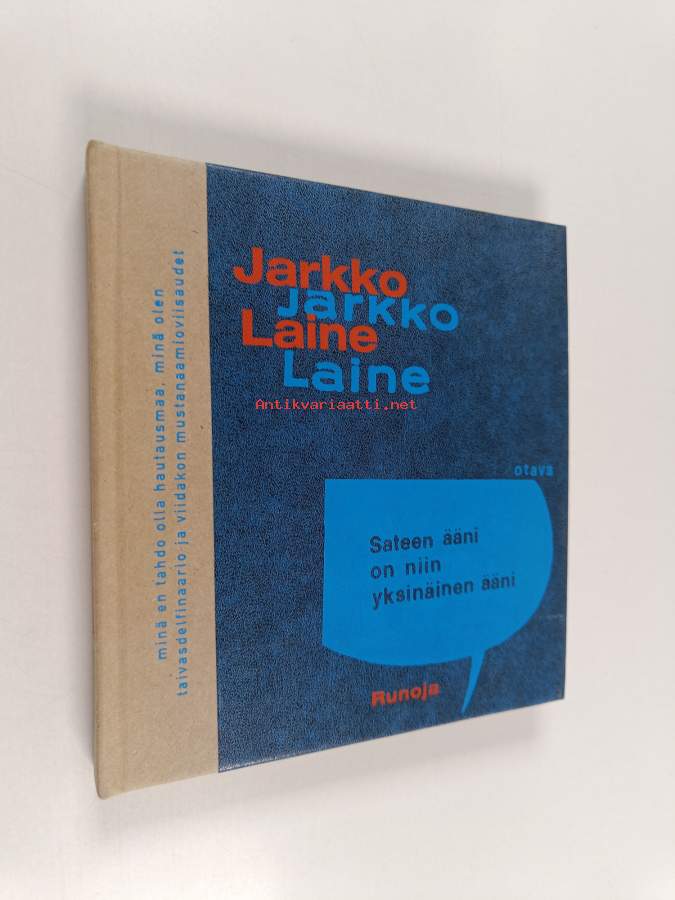 minä en tahdo olla hautausmaa, minä olen
taivasdelfinaario ja viidakon mustanaamioviisaudet
Jarkko
Jarkko
Laine
Laine
Antikvariaatti.net
otava
Sateen ääni
on niin
yksinäinen ääni
Runoja